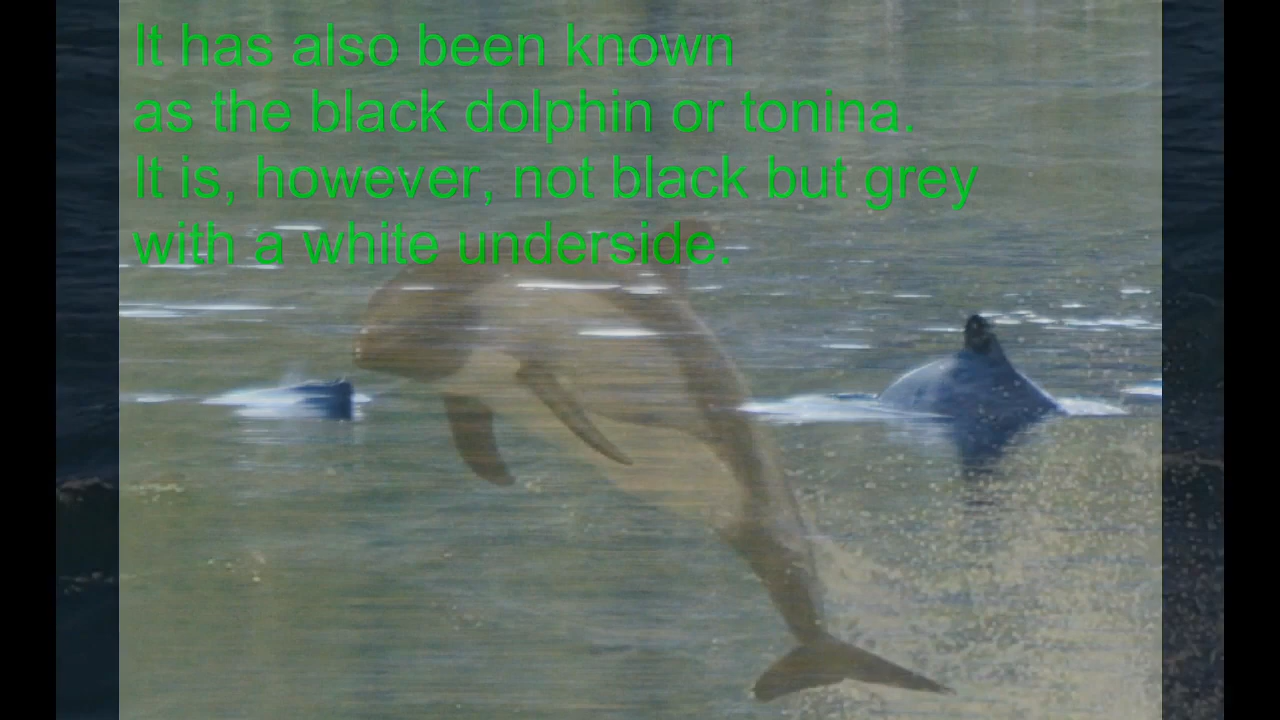 It has also been known
as the black dolphin or tonina.
It is, however, not black but grey
with a white underside.